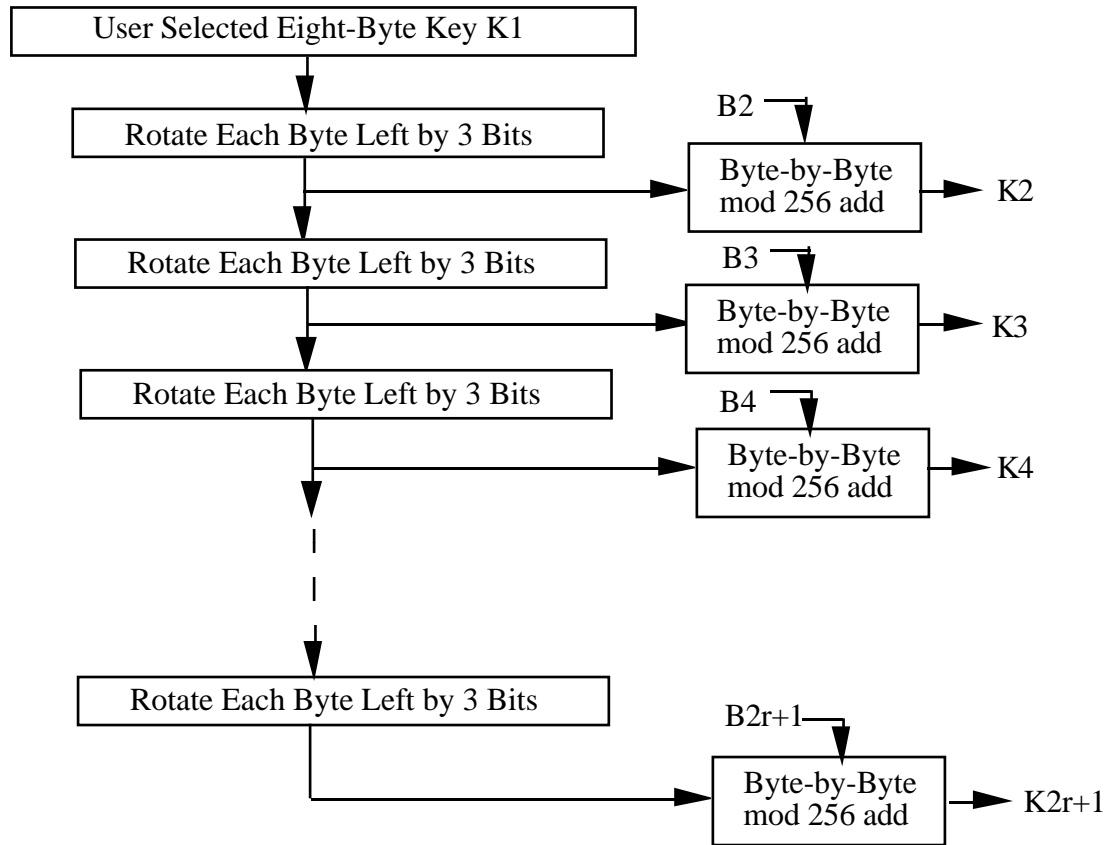 User Selected Eight-Byte Key K1
Rotate Each Byte Left by 3 Bits
B2
Byte-by-Byte
mod 256 add
K2
Rotate Each Byte Left by 3 Bits
B3
Byte-by-Byte
mod 256 add
K3
Rotate Each Byte Left by 3 Bits
B4
Byte-by-Byte
mod 256 add
K4
Rotate Each Byte Left by 3 Bits
B2r+1
Byte-by-Byte
mod 256 add
K2r+1